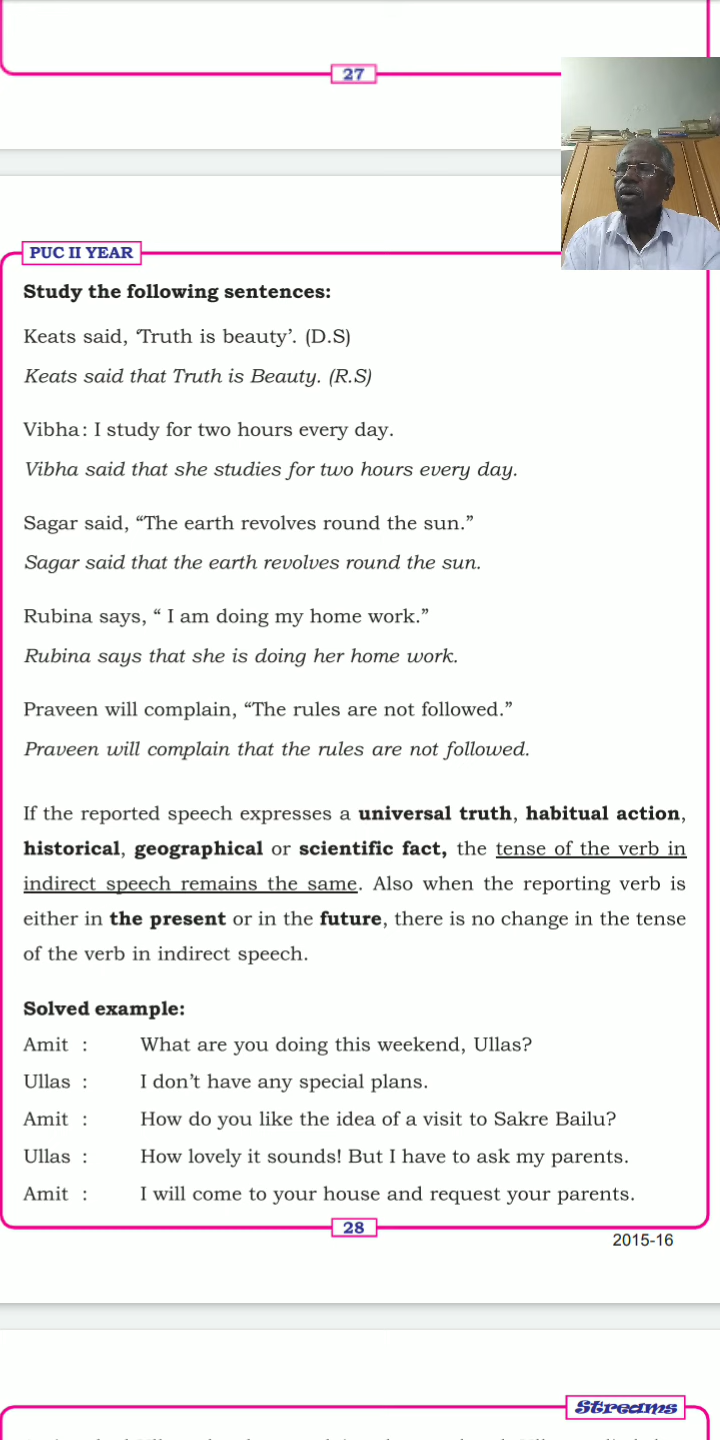 27
PUC II YEAR
Study the following sentences:
Keats said, ‘Truth is beauty’. (D.S)
Keats said that Truth is Beauty. (R.S)
Vibha: I study for two hours every day.
Vibha said that she studies for two hours every day.
Sagar said, “The earth revolves round the sun.”
Sagar said that the earth revolves round the sun.
Rubina says, “ I am doing my home work.”
Rubina says that she is doing her home work.
Praveen will complain, “The rules are not followed.”
Praveen will complain that the rules are not followed.
If the reported speech expresses a universal truth, habitual action,
historical, geographical or scientific fact, the tense of the verb in
indirect speech remains the same. Also when the reporting verb is
either in the present or in the future, there is no change in the tense
of the verb in indirect speech.
Solved example:
Amit : What are you doing this weekend, Ullas?
Ullas : I don’t have any special plans.
Amit : How do you like the idea of a visit to Sakre Bailu?
Ullas : How lovely it sounds! But I have to ask my parents.
Amit : I will come to your house and request your parents.
28
2015-16
Streams